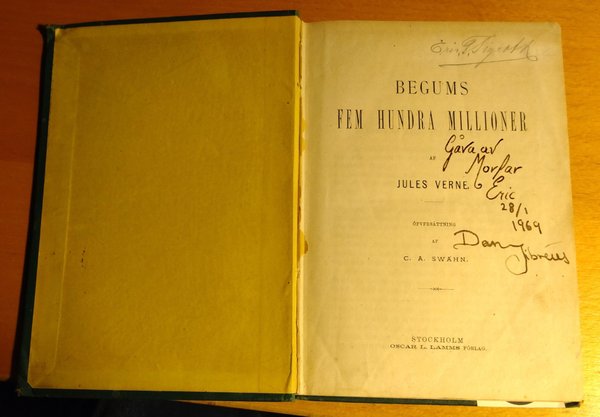 BEGUMS
FEM HUNDRA MILLIONER
AF
Gåva av
Morfar
JULES VERNE.
Eric
28/1
1969
ÖFVERSÄTTNING
AF
Dan
C. A. SWAHN.
STOCKHOLM
OSCAR L. LAMMS FÖRLAG.